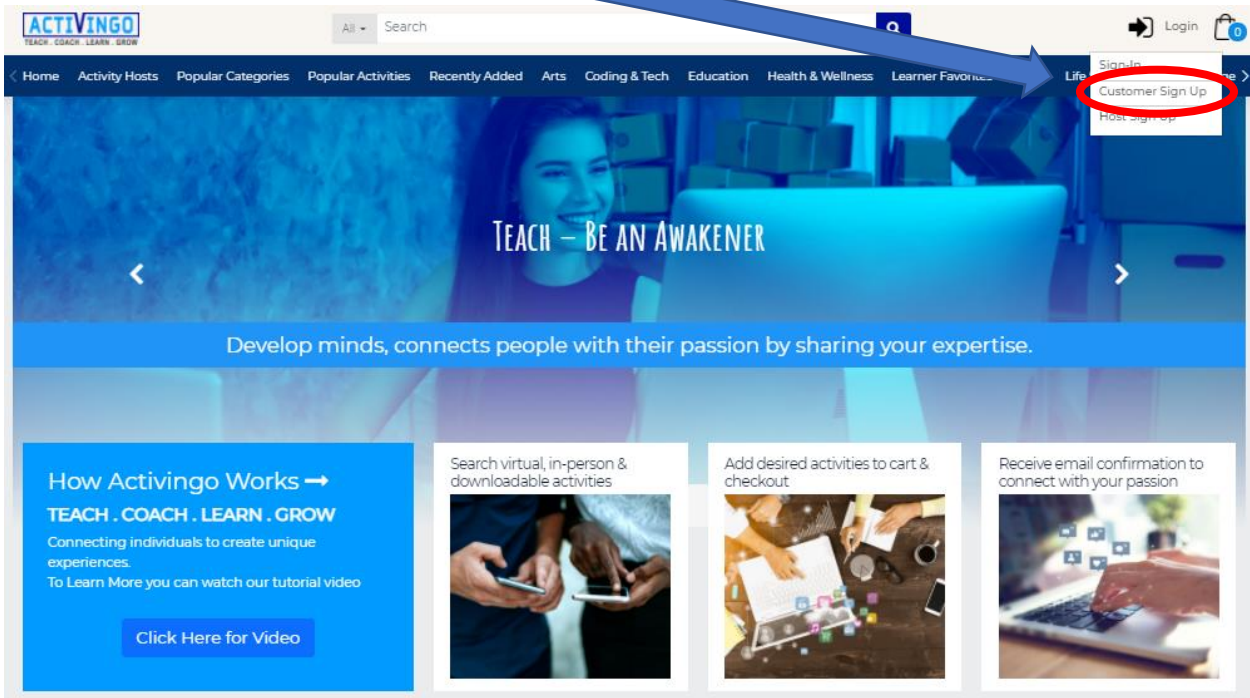 ACTIVINGO
TEACH . COACH . LEARN . GROW
All
Search
Login
0
Sign-In
Customer Sign Up
Host Sign Up
Home Activity Hosts Popular Categories Popular Activities Recently Added Arts Coding & Tech Education Health & Wellness Learner Favorites Life
TEACH – BE AN AWAKENER
Develop minds, connects people with their passion by sharing your expertise.
How Activingo Works
TEACH . COACH . LEARN . GROW
Connecting individuals to create unique
experiences.
To Learn More you can watch our tutorial video
Click Here for Video
Search virtual, in-person &
downloadable activities
Add desired activities to cart &
checkout
Receive email confirmation to
connect with your passion